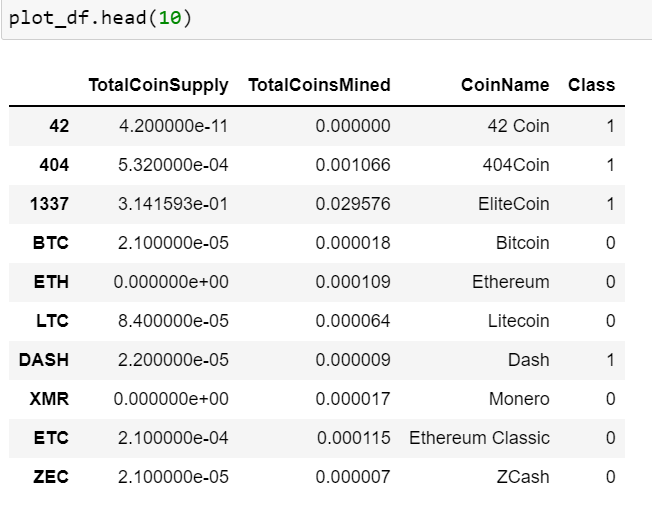 plot_df.head(10)
TotalCoinSupply TotalCoinsMined CoinName Class
42 4.200000e-11 0.000000 42 Coin 1
404 5.320000e-04 0.001066 404Coin 1
1337 3.141593e-01 0.029576 EliteCoin 1
BTC 2.100000e-05 0.000018 Bitcoin 0
ETH 0.000000e+00 0.000109 Ethereum 0
LTC 8.400000e-05 0.000064 Litecoin 0
DASH 2.200000e-05 0.000009 Dash 1
XMR 0.000000e+00 0.000017 Monero 0
ETC 2.100000e-04 0.000115 Ethereum Classic 0
ZEC 2.100000e-05 0.000007 ZCash 0